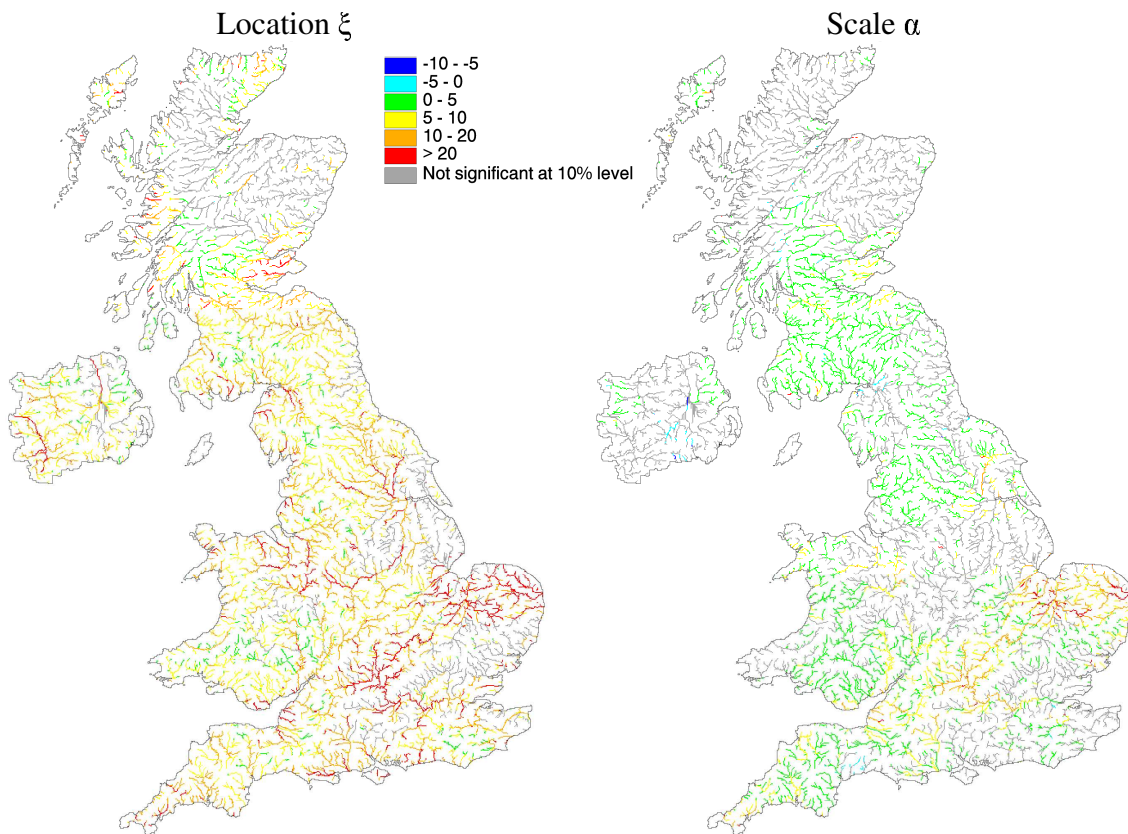 Location ξ
Scale α
-10 - -5
-5 - 0
0 - 5
5 - 10
10 - 20
> 20
Not significant at 10% level